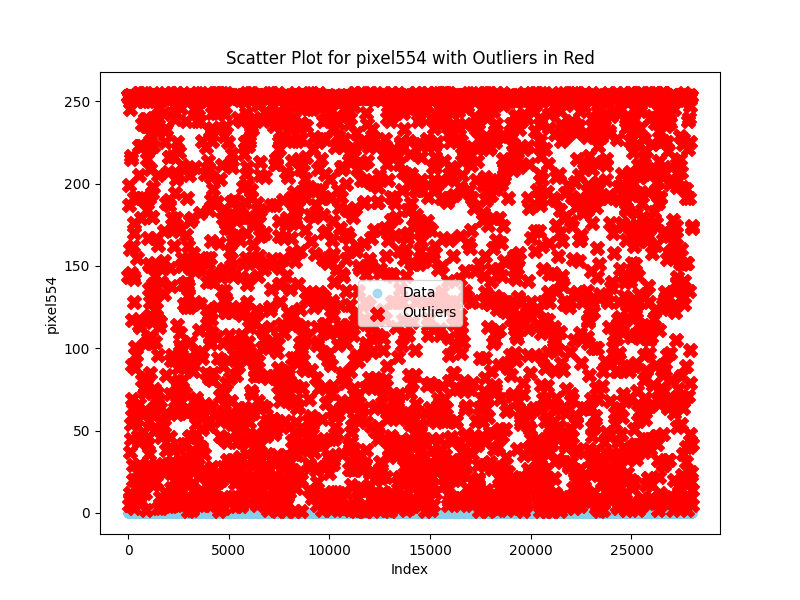 Scatter Plot for pixel554 with Outliers in Red
250
200
150
100
50
0
pixel554
Data
Outliers
0 5000 10000 15000 20000 25000
Index